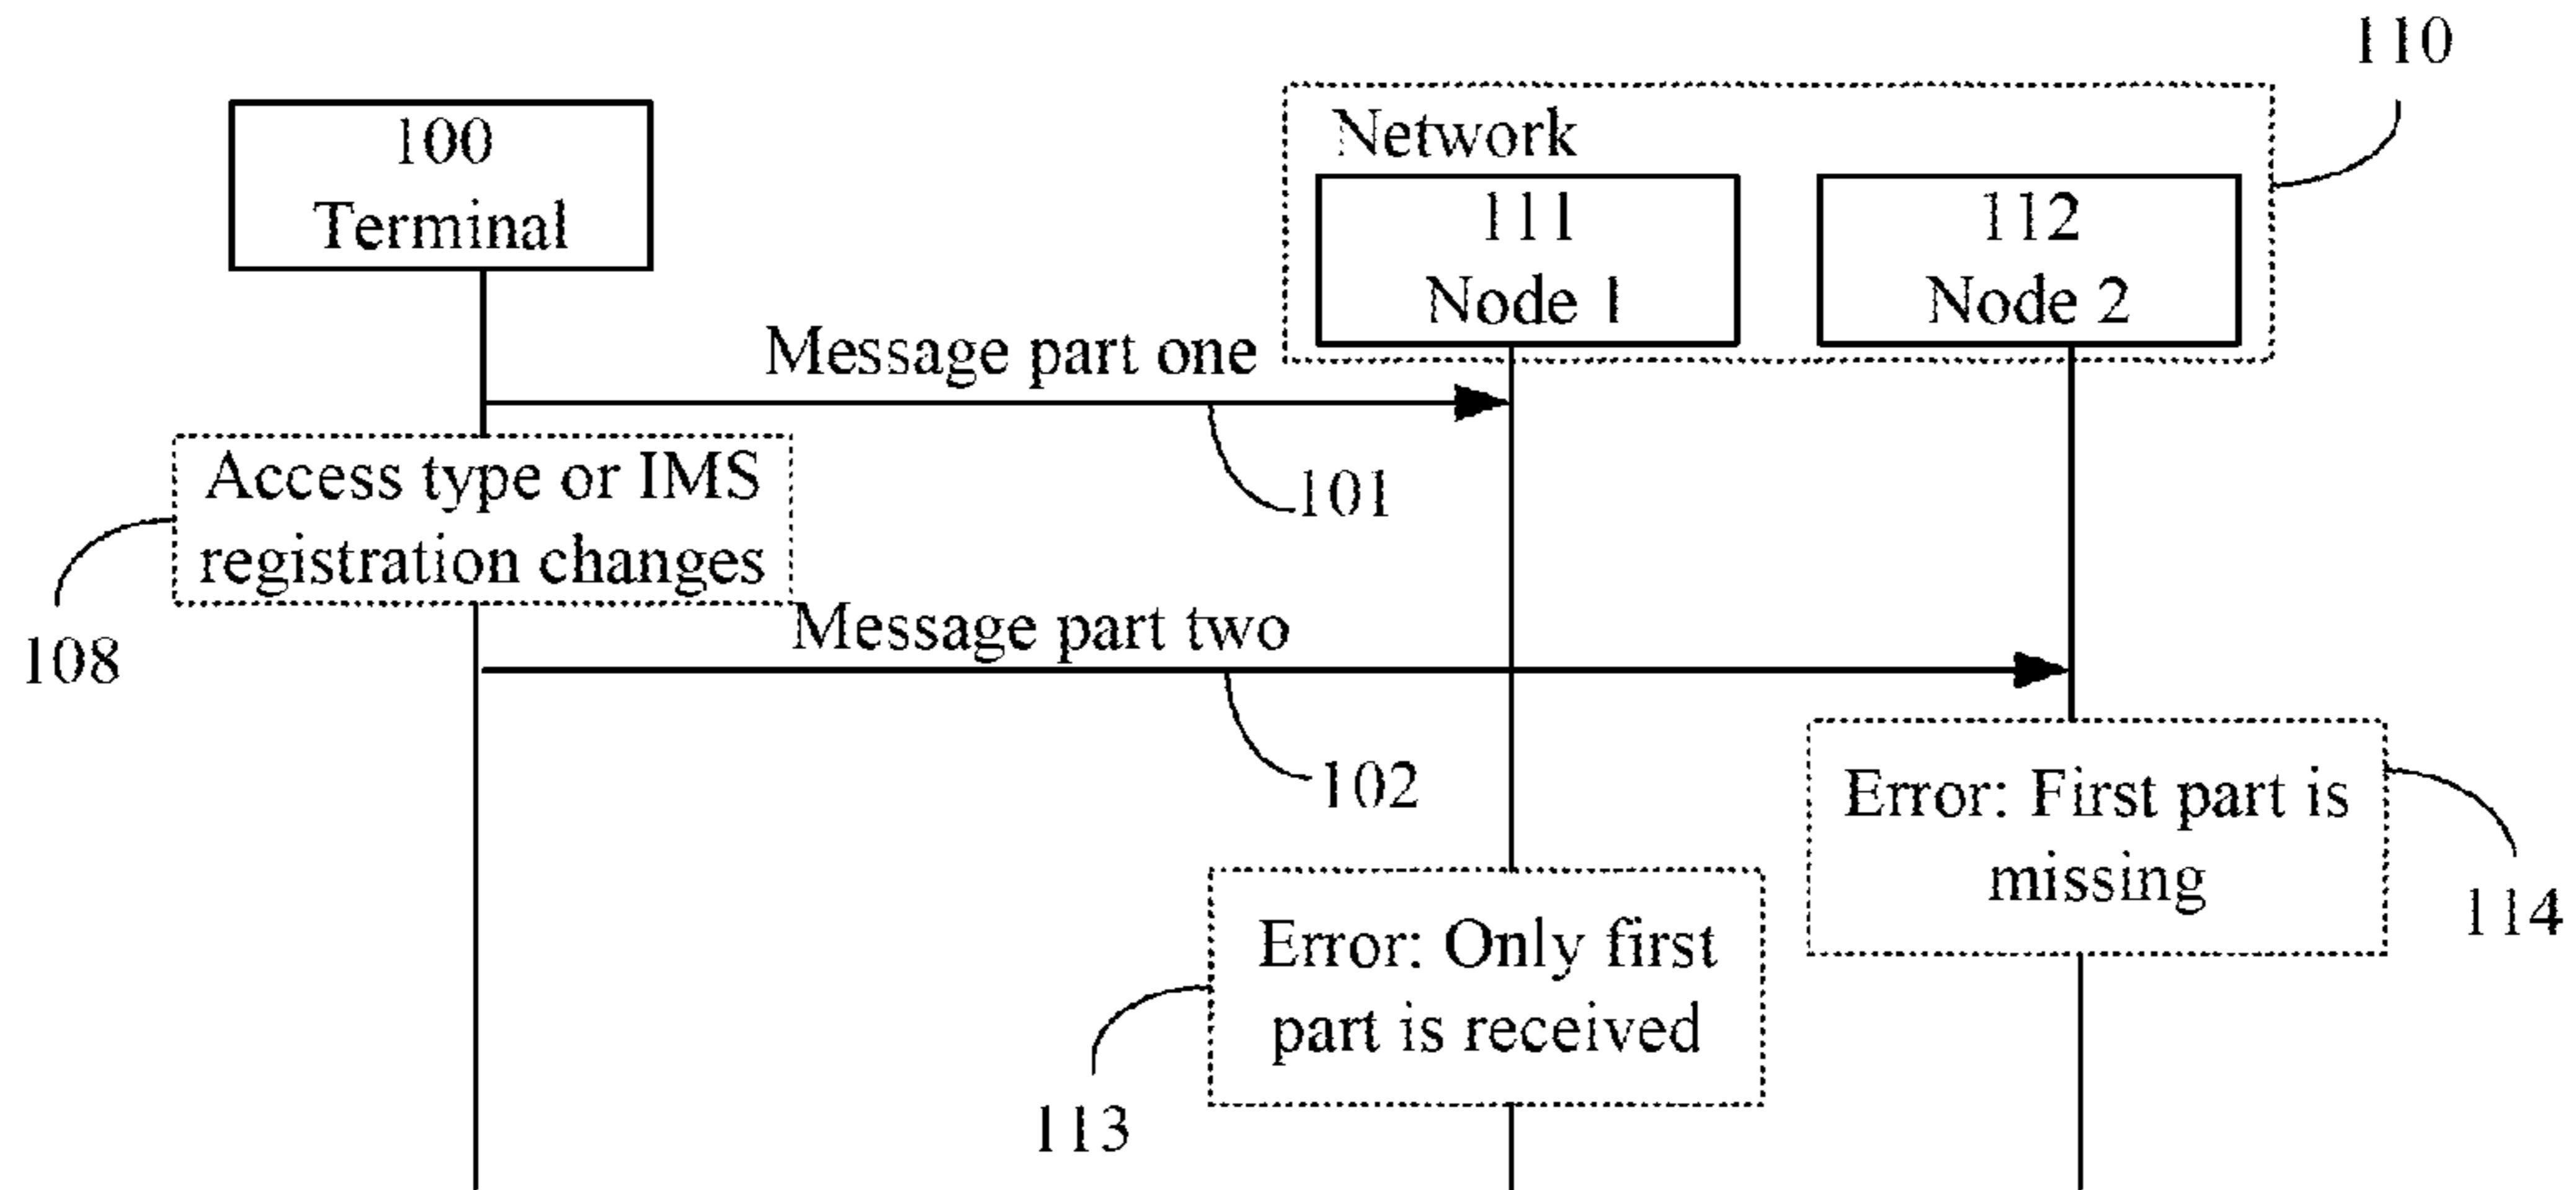 110
100
Terminal
Network
111
Node 1
112
Node 2
Message part one
101
Access type or IMS
registration changes
108
Message part two
102
Error: First part is
missing
114
Error: Only first
part is received
113